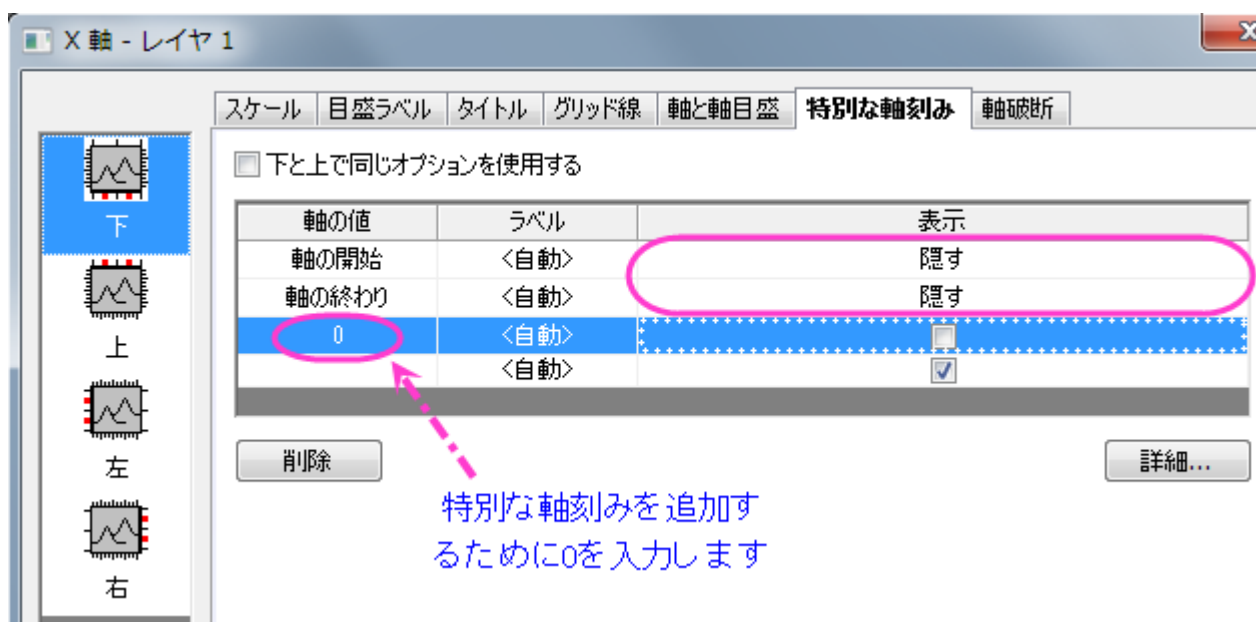 X 軸 - レイヤ 1
スケール 目盛ラベル タイトル グリッド線 軸と軸目盛 特別な軸刻み 軸破断
下と上で同じオプションを使用する
軸の値 ラベル 表示
軸の開始 <自動> 隠す
軸の終わり <自動> 隠す
0 <自動>
<自動>
下
上
左
右
削除 詳細...
特別な軸刻みを追加す
るために0を入力します